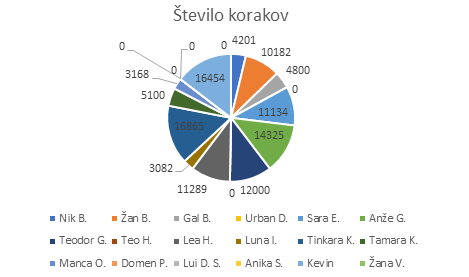 Število korakov
0
0
0
0
4201
10182
4800
0
11134
14325
12000
0
11289
3082
16855
5100
3168
16454
Nik B.
Žan B.
Gal B.
Urban D.
Sara E.
Anže G.
Teodor G.
Teo H.
Lea H.
Luna I.
Tinkara K.
Tamara K.
Manca O.
Domen P.
Lui D. S.
Anika S.
Kevin
Žana V.